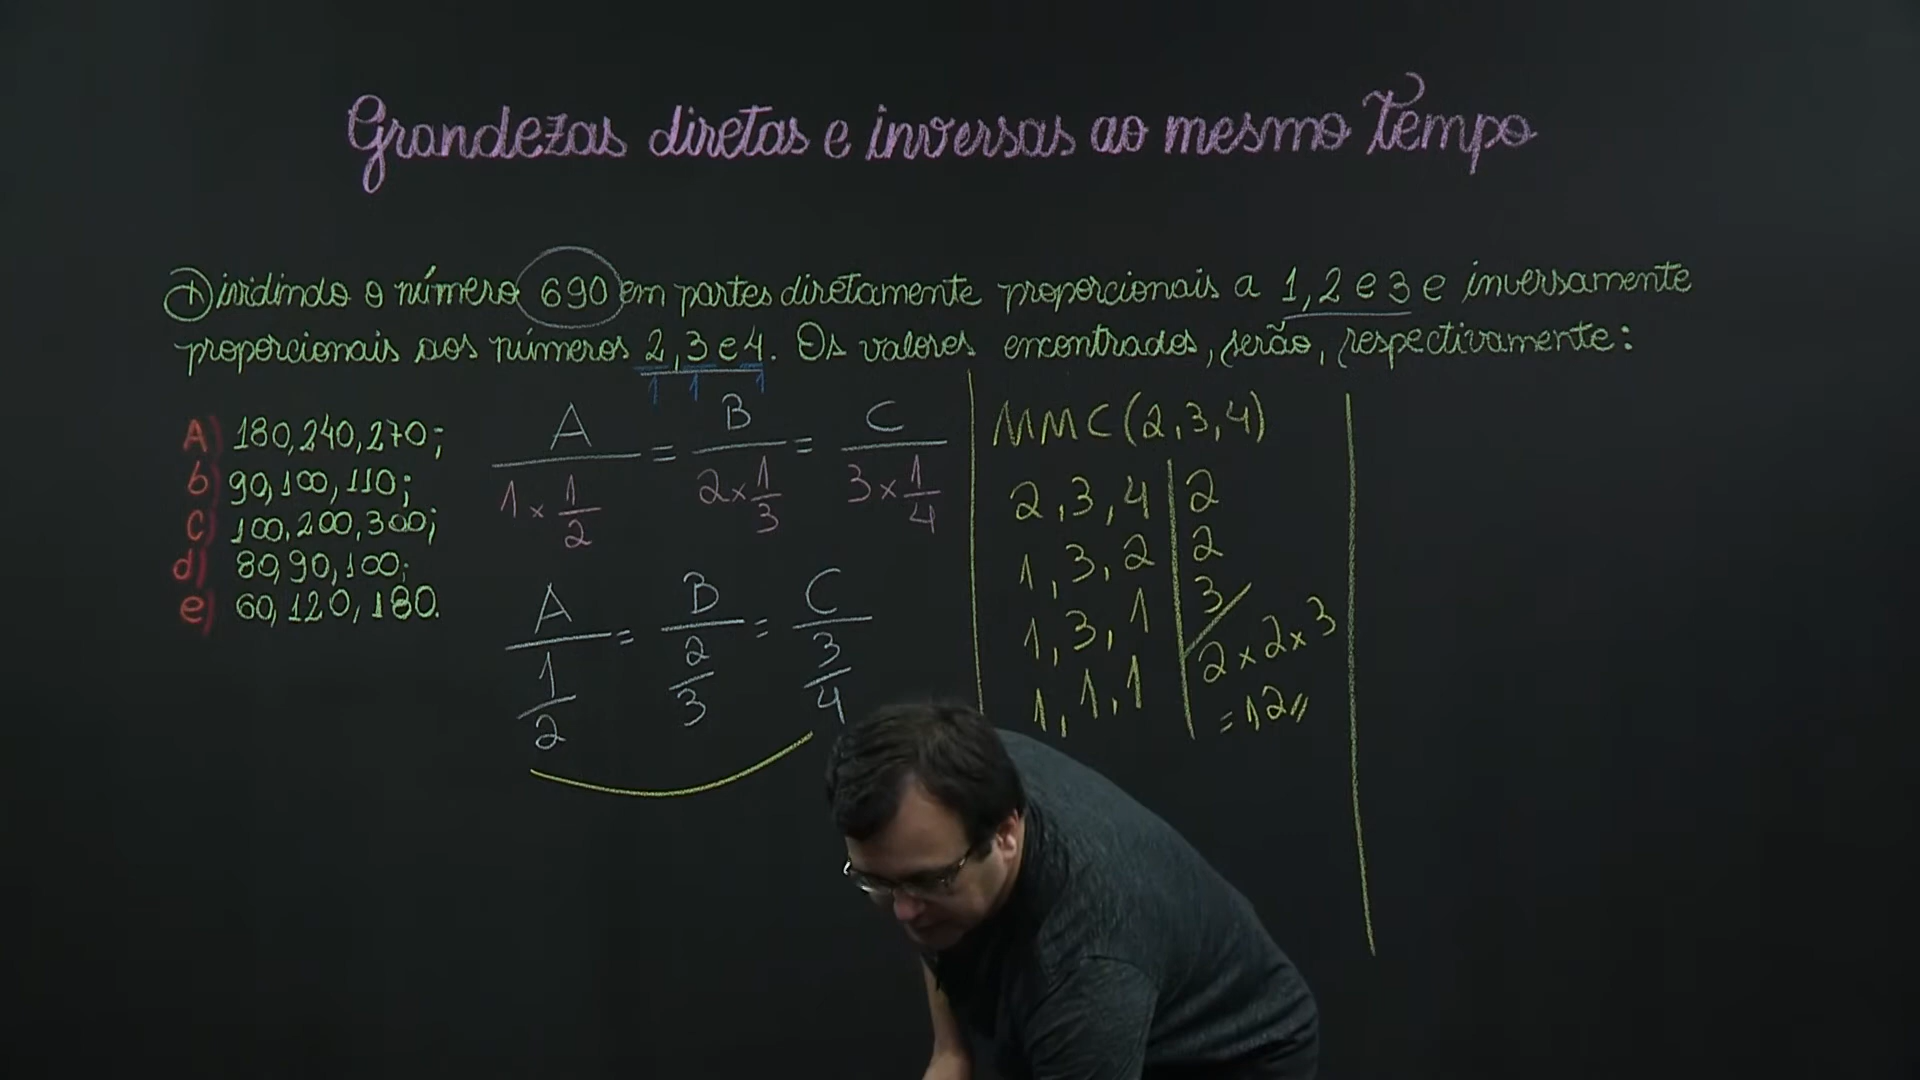 Grandezas diretas e inversas ao mesmo tempo
Dividindo o número 690 em partes diretamente proporcionais a 1, 2 e 3 e inversamente
proporcionais aos números 2, 3 e 4. Os valores encontrados, serão, respectivamente:
1 1 1
A) 180, 240, 270;
b) 90, 100, 110;
c) 100, 200, 300;
d) 80, 90, 100;
e) 60, 120, 180.
A = B = C
1 × 1/2 2 × 1/3 3 × 1/4
A = B = C
1/2 2/3 3/4
MMC (2, 3, 4)
2, 3, 4 | 2
1, 3, 2 | 2
1, 3, 1 | 3
1, 1, 1 | 2 × 2 × 3
= 12//